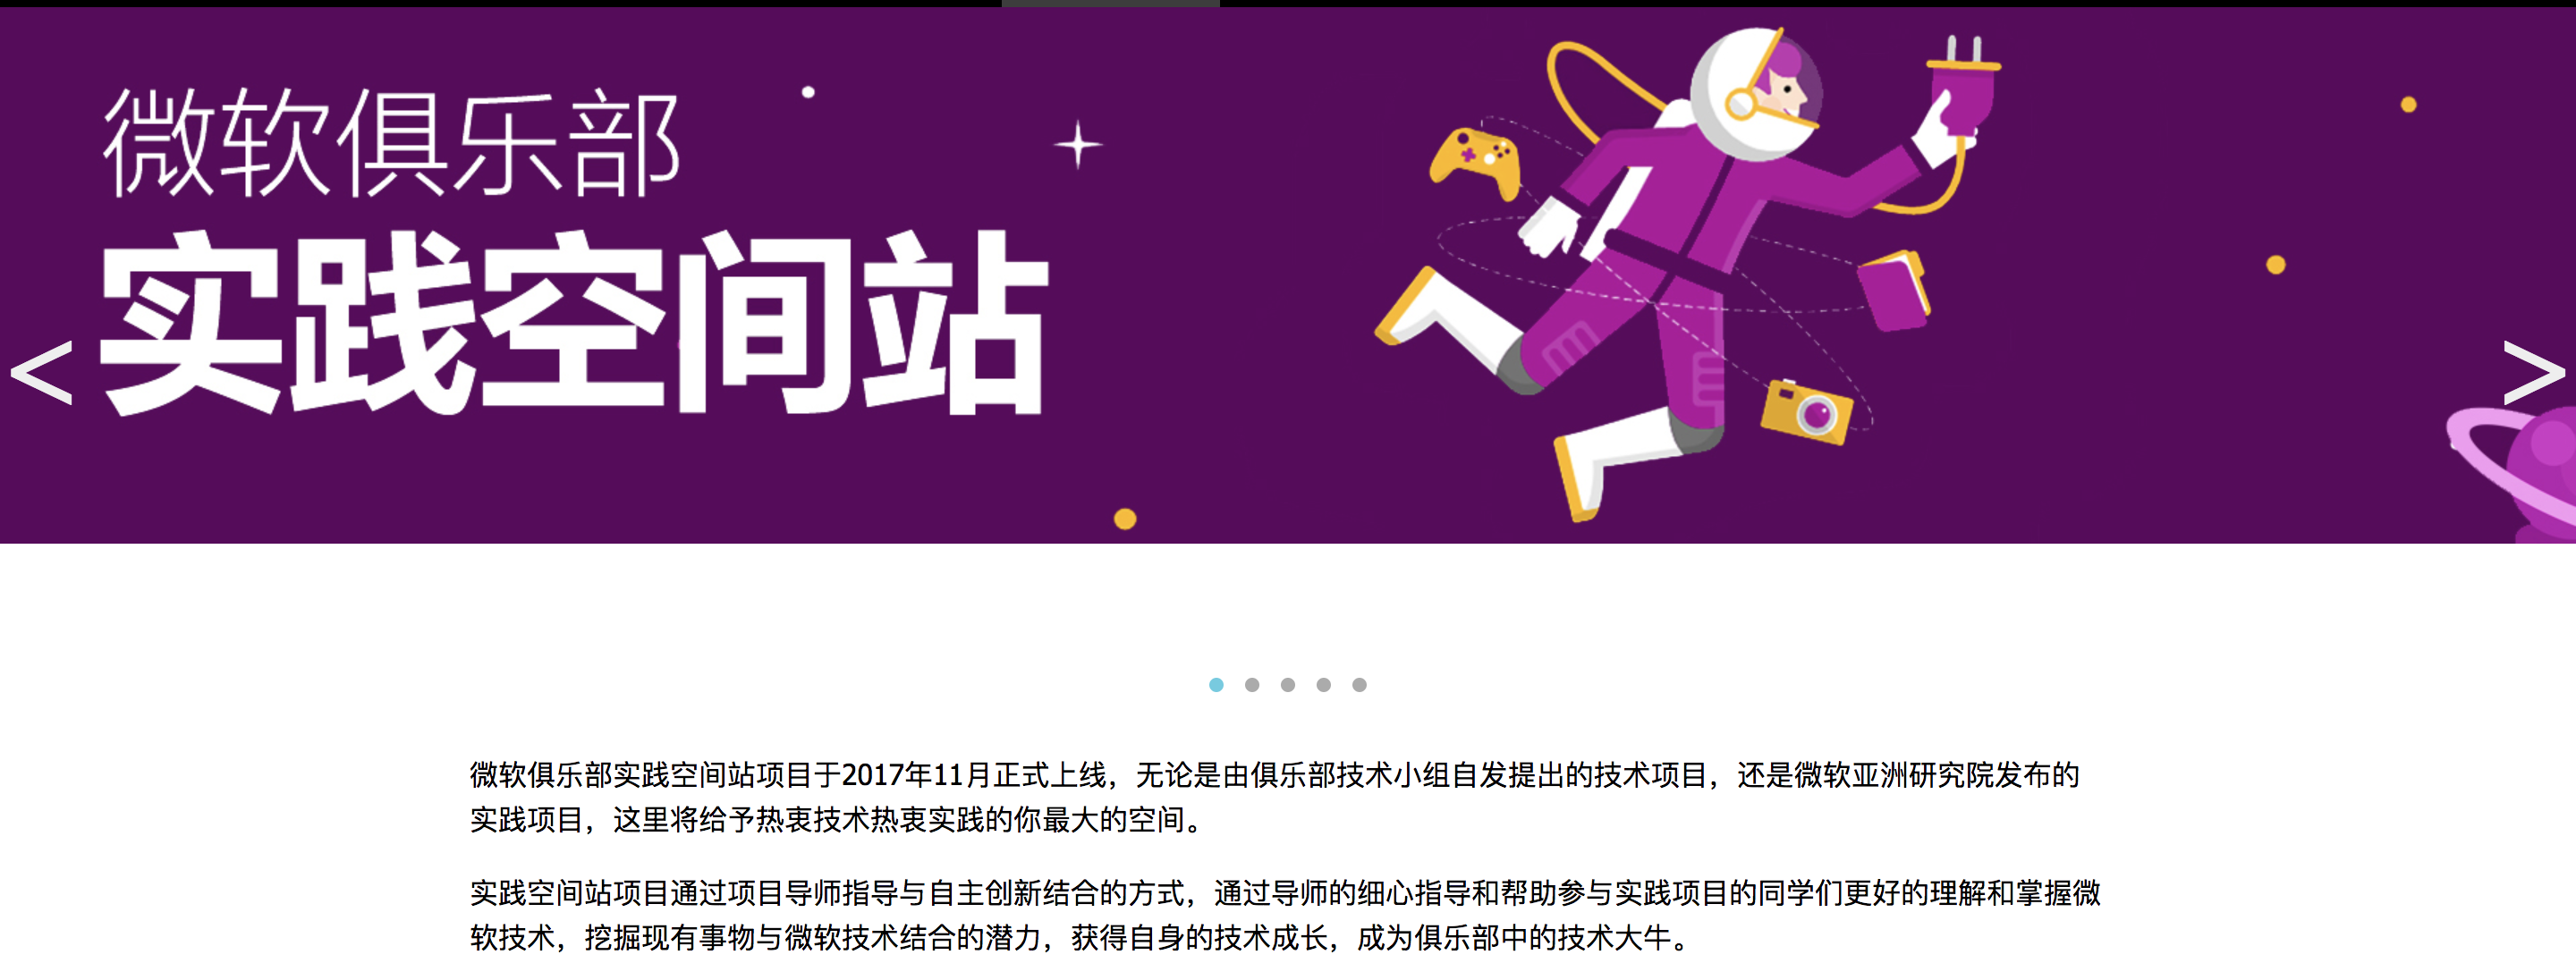 微软俱乐部
实践空间站
< >
微软俱乐部实践空间站项目于2017年11月正式上线，无论是由俱乐部技术小组自发提出的技术项目，还是微软亚洲研究院发布的
实践项目，这里将给予热衷技术热衷实践的你最大的空间。
实践空间站项目通过项目导师指导与自主创新结合的方式，通过导师的细心指导和帮助参与实践项目的同学们更好的理解和掌握微
软技术，挖掘现有事物与微软技术结合的潜力，获得自身的技术成长，成为俱乐部中的技术大牛。